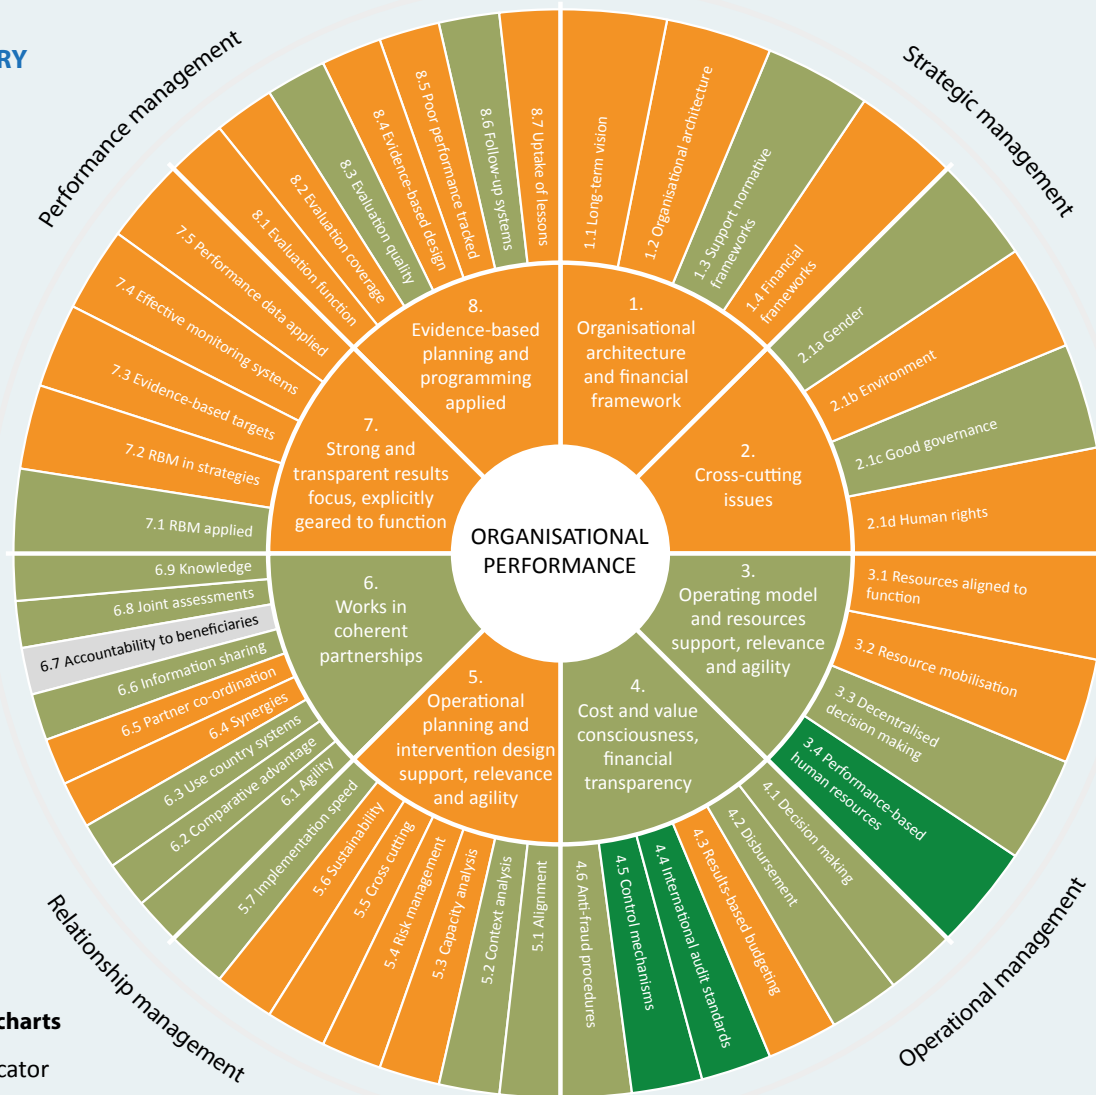 RY
Performance management
Strategic management
Operational management
Relationship management
ORGANISATIONAL
PERFORMANCE
1.
Organisational
architecture
and financial
framework
1.1 Long-term vision
1.2 Organisational architecture
1.3 Support normative
frameworks
1.4 Financial
frameworks
2.
Cross-cutting
issues
2.1a Gender
2.1b Environment
2.1c Good governance
2.1d Human rights
3.
Operating model
and resources
support, relevance
and agility
3.1 Resources aligned to
function
3.2 Resource mobilisation
3.3 Decentralised
decision making
3.4 Performance-based
human resources
4.
Cost and value
consciousness,
financial
transparency
4.1 Decision making
4.2 Disbursement
4.3 Results-based budgeting
4.4 International audit standards
4.5 Control mechanisms
4.6 Anti-fraud procedures
5.
Operational
planning and
intervention design
support, relevance
and agility
5.1 Alignment
5.2 Context analysis
5.3 Capacity analysis
5.4 Risk management
5.5 Cross cutting
5.6 Sustainability
5.7 Implementation speed
6.
Works in
coherent
partnerships
6.1 Agility
6.2 Comparative advantage
6.3 Use country systems
6.4 Synergies
6.5 Partner co-ordination
6.6 Information sharing
6.7 Accountability to beneficiaries
6.8 Joint assessments
6.9 Knowledge
7.
Strong and
transparent results
focus, explicitly
geared to function
7.1 RBM applied
7.2 RBM in strategies
7.3 Evidence-based targets
7.4 Effective monitoring systems
7.5 Performance data applied
8.
Evidence-based
planning and
programming
applied
8.1 Evaluation function
8.2 Evaluation coverage
8.3 Evaluation quality
8.4 Evidence-based design
8.5 Poor performance tracked
8.6 Follow-up systems
8.7 Uptake of lessons
charts
cator